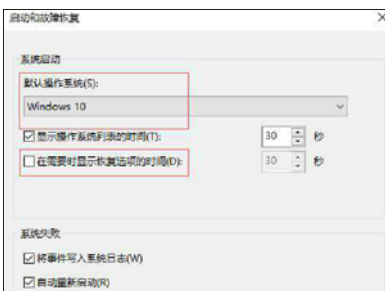 启动和故障恢复
系统启动
默认操作系统(S):
Windows 10
显示操作系统列表的时间(T): 30 秒
在需要时显示恢复选项的时间(D): 30 秒
系统失败
将事件写入系统日志(W)
自动重新启动(R)